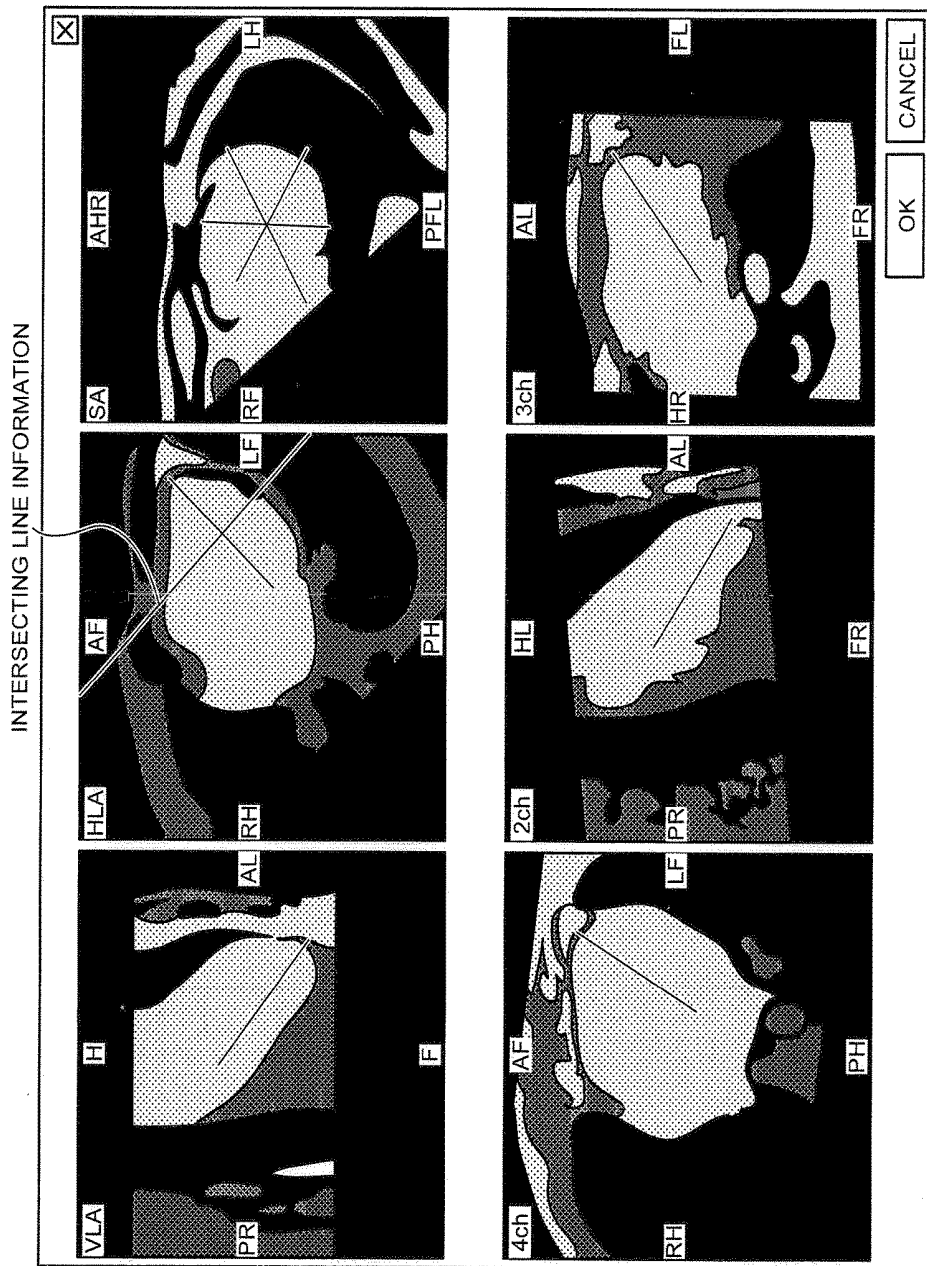 INTERSECTING LINE INFORMATION
VLA
H
PR
AL
F
HLA
AF
RH
LF
PH
SA
AHR
RF
LH
PFL
4ch
AF
RH
LF
PH
2ch
HL
PR
AL
FR
3ch
AL
HR
FL
FR
OK
CANCEL